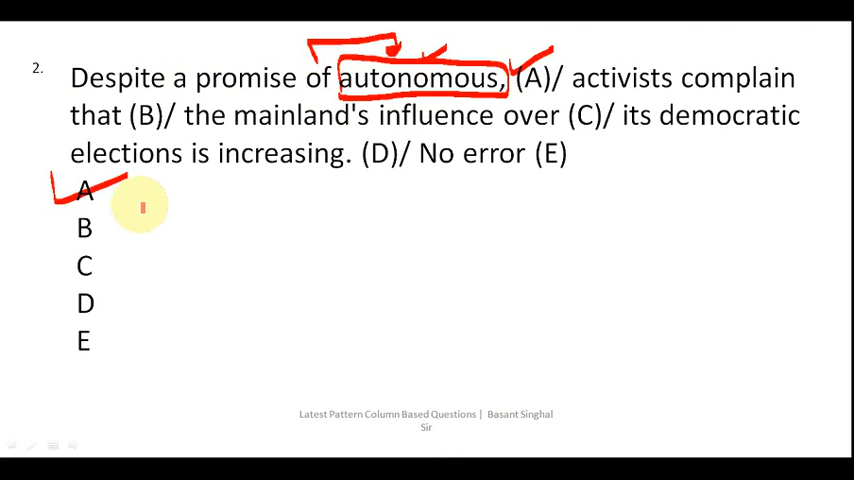 2.
Despite a promise of autonomous, (A)/ activists complain
that (B)/ the mainland's influence over (C)/ its democratic
elections is increasing. (D)/ No error (E)
A
B
C
D
E
Latest Pattern Column Based Questions | Basant Singhal
Sir